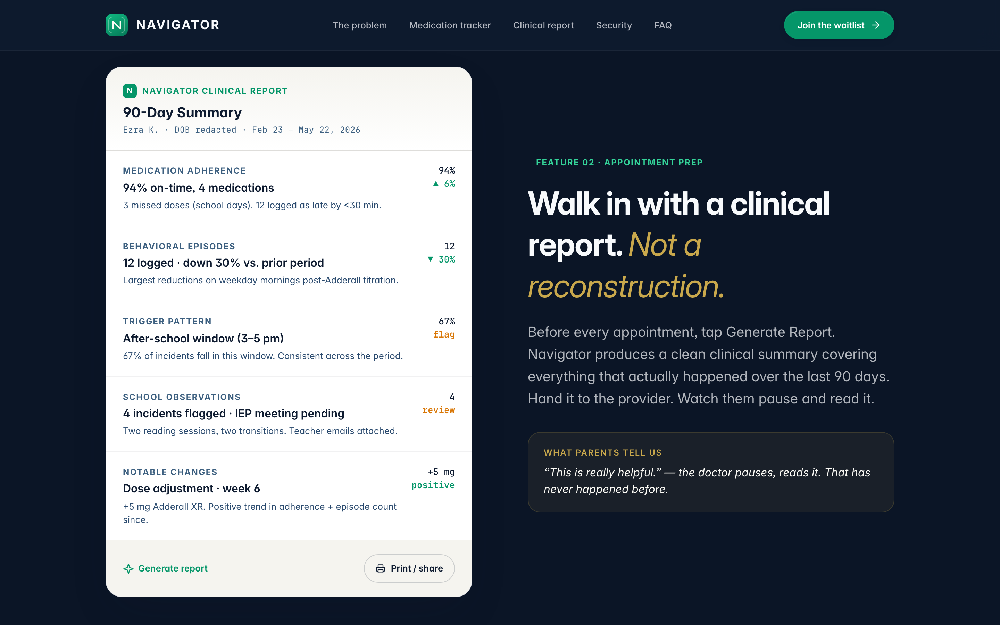 N NAVIGATOR
The problem
Medication tracker
Clinical report
Security
FAQ
Join the waitlist →
N NAVIGATOR CLINICAL REPORT
90-Day Summary
Ezra K. · DOB redacted · Feb 23 – May 22, 2026
MEDICATION ADHERENCE
94%
94% on-time, 4 medications
▲ 6%
3 missed doses (school days). 12 logged as late by <30 min.
BEHAVIORAL EPISODES
12
12 logged · down 30% vs. prior period
▼ 30%
Largest reductions on weekday mornings post-Adderall titration.
TRIGGER PATTERN
67%
After-school window (3–5 pm)
flag
67% of incidents fall in this window. Consistent across the period.
SCHOOL OBSERVATIONS
4
4 incidents flagged · IEP meeting pending
review
Two reading sessions, two transitions. Teacher emails attached.
NOTABLE CHANGES
+5 mg
Dose adjustment · week 6
positive
+5 mg Adderall XR. Positive trend in adherence + episode count
since.
Generate report
Print / share
FEATURE 02 · APPOINTMENT PREP
Walk in with a clinical
report. Not a
reconstruction.
Before every appointment, tap Generate Report.
Navigator produces a clean clinical summary covering
everything that actually happened over the last 90 days.
Hand it to the provider. Watch them pause and read it.
WHAT PARENTS TELL US
“This is really helpful.” — the doctor pauses, reads it. That has
never happened before.